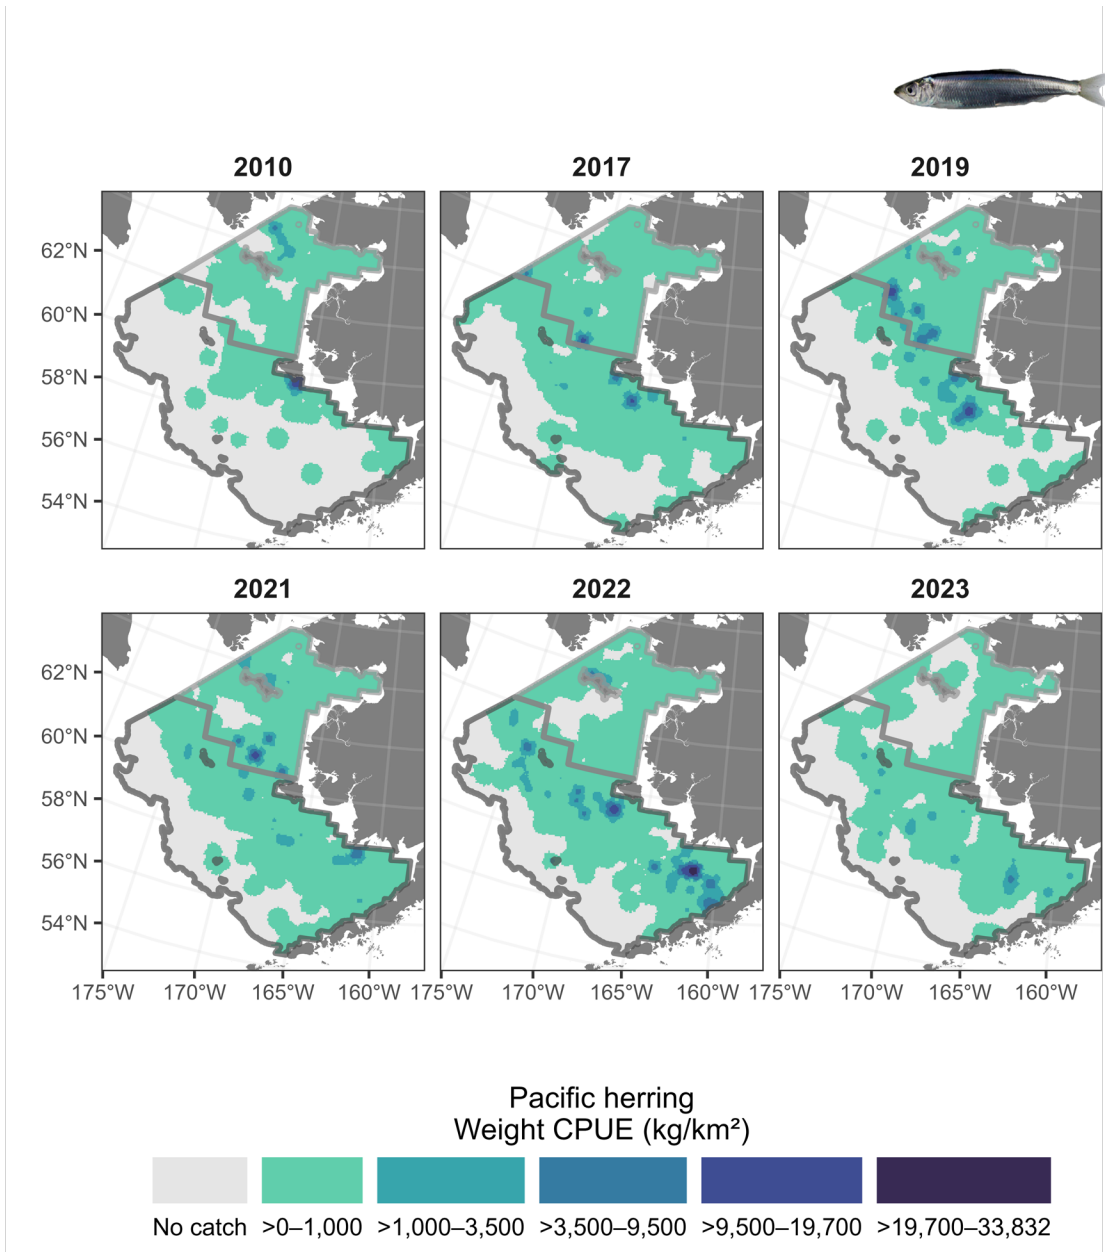 2010 2017 2019
62°N
60°N
58°N
56°N
54°N
2021 2022 2023
62°N
60°N
58°N
56°N
54°N
175°W 170°W 165°W 160°W 175°W 170°W 165°W 160°W 175°W 170°W 165°W 160°W
Pacific herring
Weight CPUE (kg/km²)
No catch >0–1,000 >1,000–3,500 >3,500–9,500 >9,500–19,700 >19,700–33,832